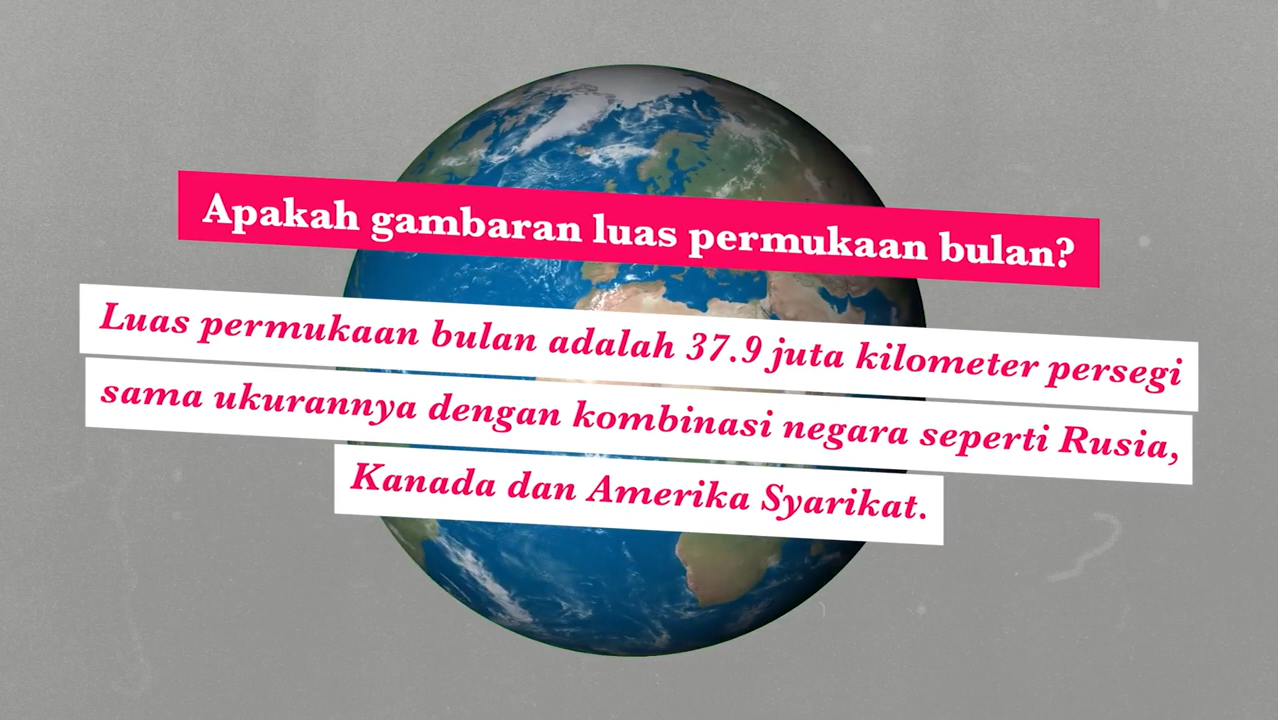 Apakah gambaran luas permukaan bulan?
Luas permukaan bulan adalah 37.9 juta kilometer persegi
sama ukurannya dengan kombinasi negara seperti Rusia,
Kanada dan Amerika Syarikat.